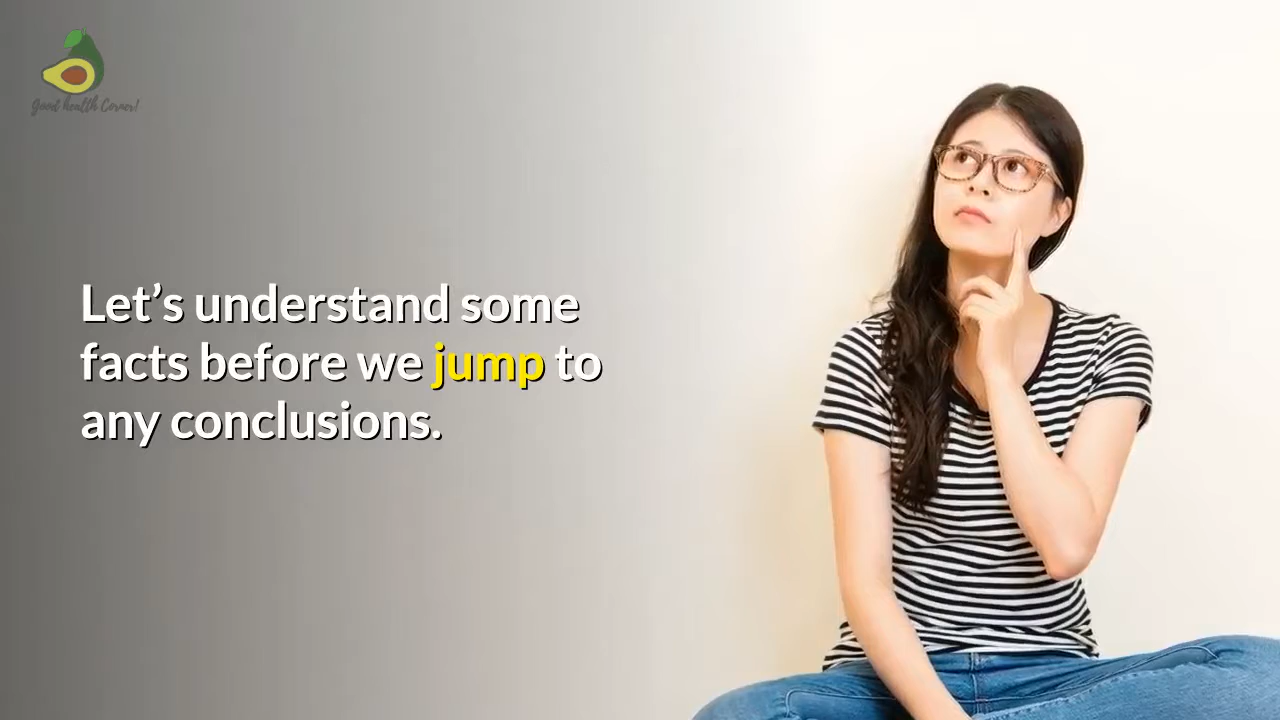 Good health Corner!
Let’s understand some
facts before we jump to
any conclusions.